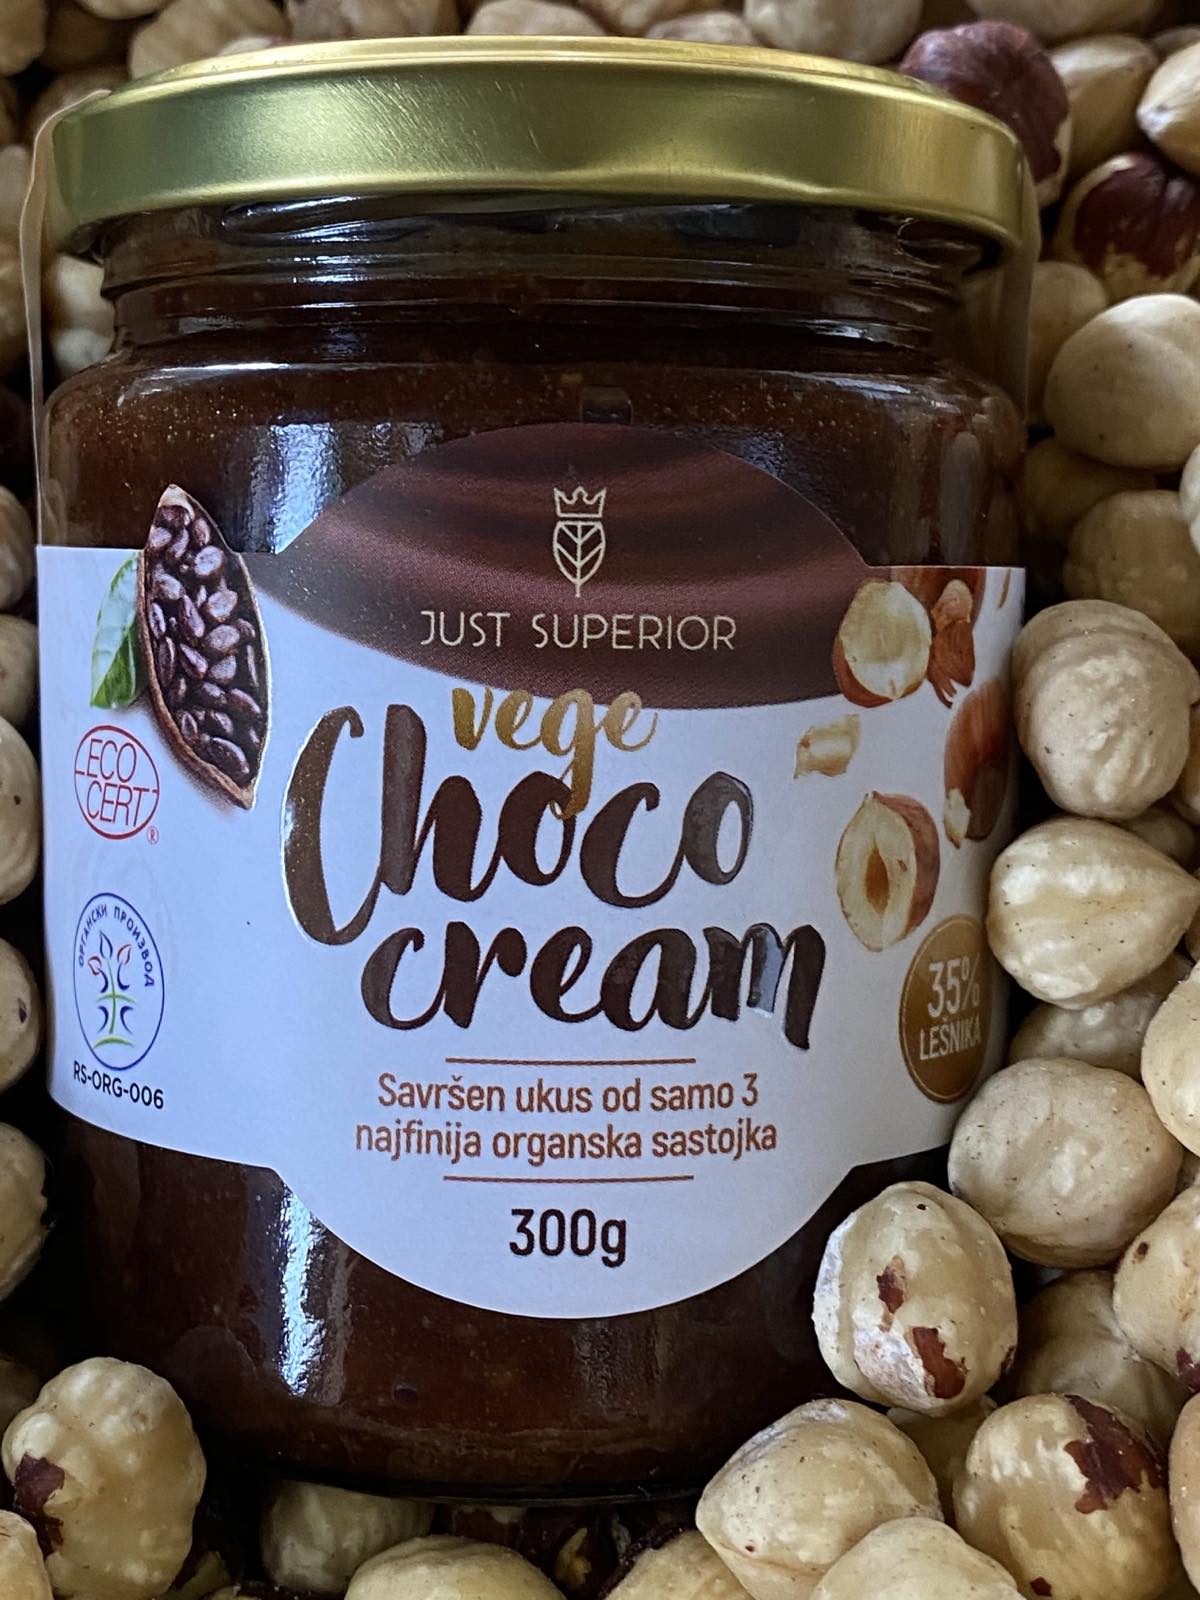 JUST SUPERIOR
vege
Choco
cream
ECO
CERT
®
ОРГАНСКИ ПРОИЗВОД
RS-ORG-006
35%
LEŠNIKA
Savršen ukus od samo 3
najfinija organska sastojka
300g